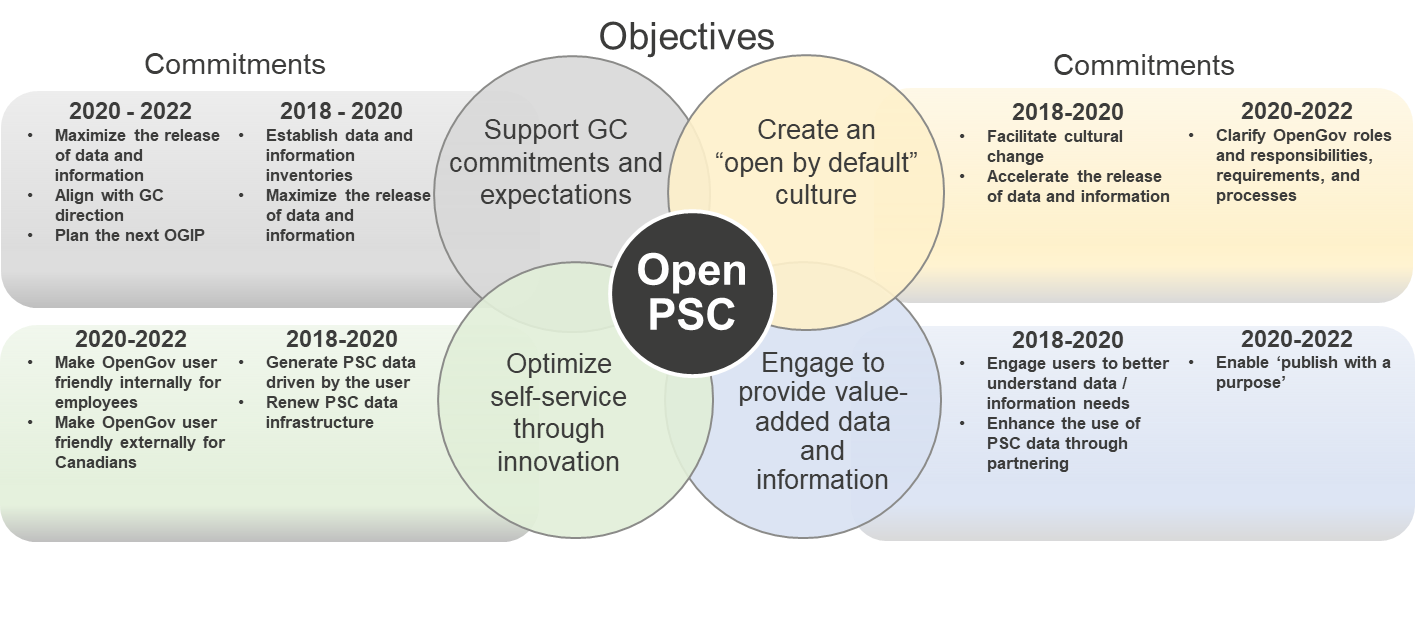 Objectives
Commitments
2020 - 2022
• Maximize the release
of data and
information
• Align with GC
direction
• Plan the next OGIP
2018 - 2020
• Establish data and
information
inventories
• Maximize the release
of data and
information
Support GC
commitments and
expectations
Create an
“open by default”
culture
Commitments
2018-2020
• Facilitate cultural
change
• Accelerate the release
of data and information
2020-2022
• Clarify OpenGov roles
and responsibilities,
requirements, and
processes
Open
PSC
2020-2022
• Make OpenGov user
friendly internally for
employees
• Make OpenGov user
friendly externally for
Canadians
2018-2020
• Generate PSC data
driven by the user
• Renew PSC data
infrastructure
Optimize
self-service
through
innovation
Engage to
provide value-
added data
and
information
2018-2020
• Engage users to better
understand data /
information needs
• Enhance the use of
PSC data through
partnering
2020-2022
• Enable ‘publish with a
purpose’